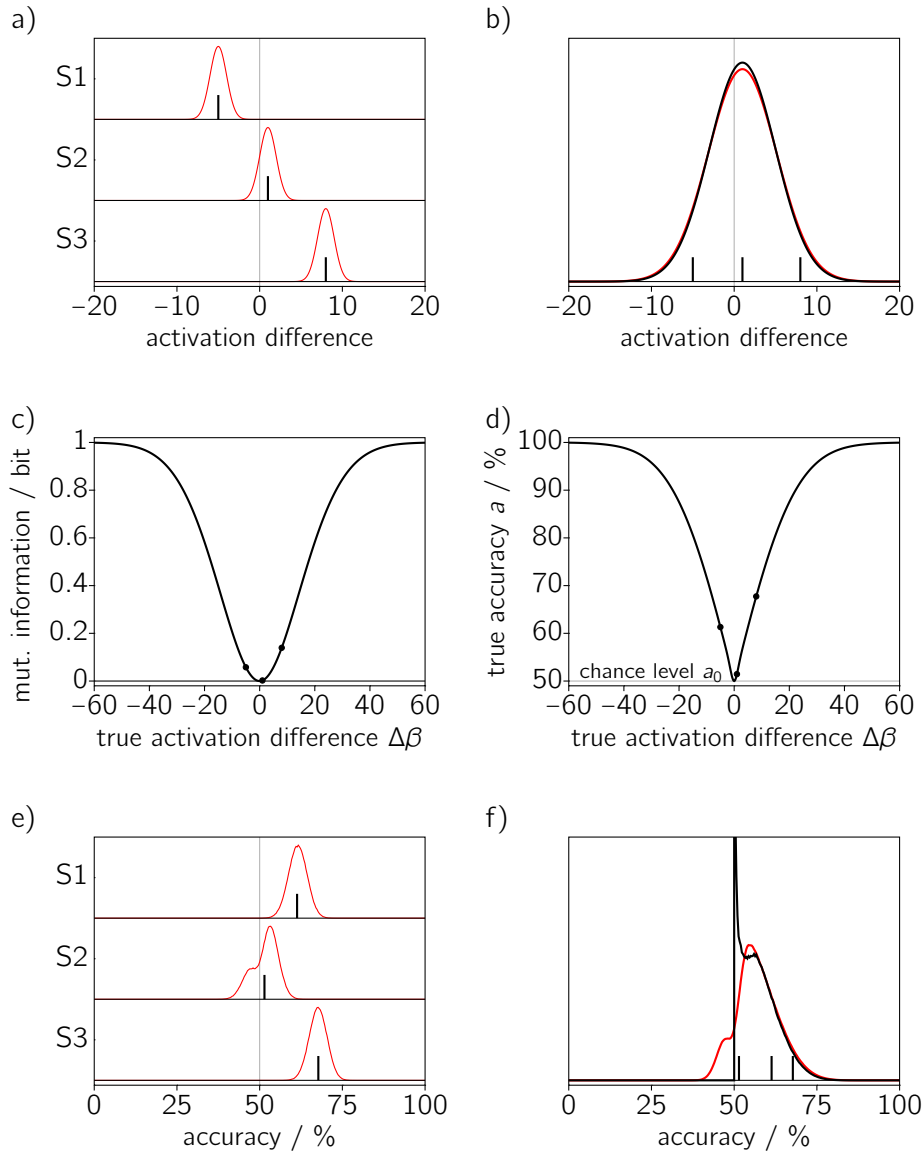 a)
S1
S2
S3
−20 −10 0 10 20
activation difference
b)
−20 −10 0 10 20
activation difference
c)
mut. information / bit
1
0.8
0.6
0.4
0.2
0
−60 −40 −20 0 20 40 60
true activation difference Δβ
d)
true accuracy a / %
100
90
80
70
60
50
chance level a₀
−60 −40 −20 0 20 40 60
true activation difference Δβ
e)
S1
S2
S3
0 25 50 75 100
accuracy / %
f)
0 25 50 75 100
accuracy / %